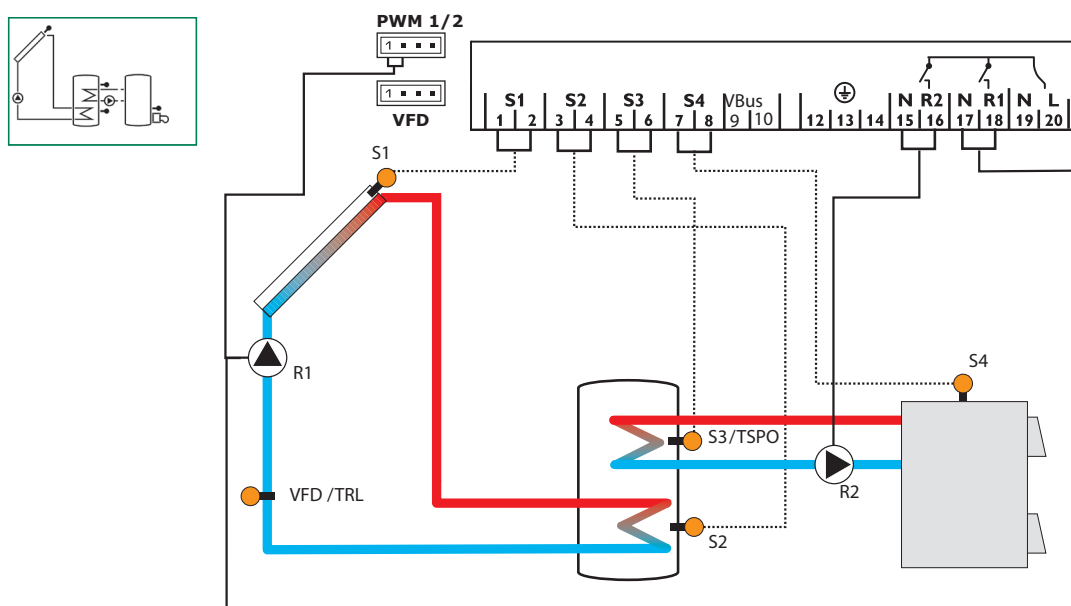 PWM 1/2
1
1
VFD
S1 S2 S3 S4 VBus N R2 N R1 N L
1 2 3 4 5 6 7 8 9 10 12 13 14 15 16 17 18 19 20
S1
R1
VFD /TRL
S3/TSPO
S2
R2
S4